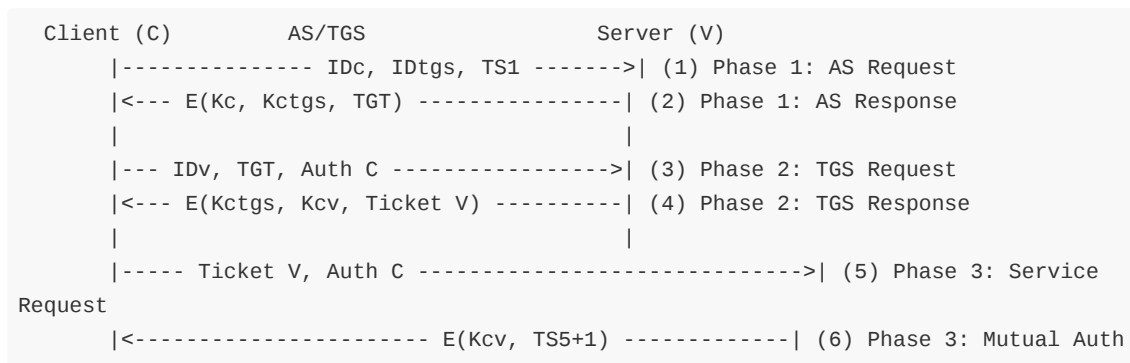 Client (C)          AS/TGS                    Server (V)
     |--------------- IDc, IDtgs, TS1 ------->| (1) Phase 1: AS Request
     |<--- E(Kc, Kctgs, TGT) ----------------| (2) Phase 1: AS Response
     |                                  |
     |--- IDv, TGT, Auth C ----------------->| (3) Phase 2: TGS Request
     |<--- E(Kctgs, Kcv, Ticket V) ----------| (4) Phase 2: TGS Response
     |                                  |
     |----- Ticket V, Auth C ------------------------------>| (5) Phase 3: Service
Request
     |<----------------------- E(Kcv, TS5+1) -------------| (6) Phase 3: Mutual Auth